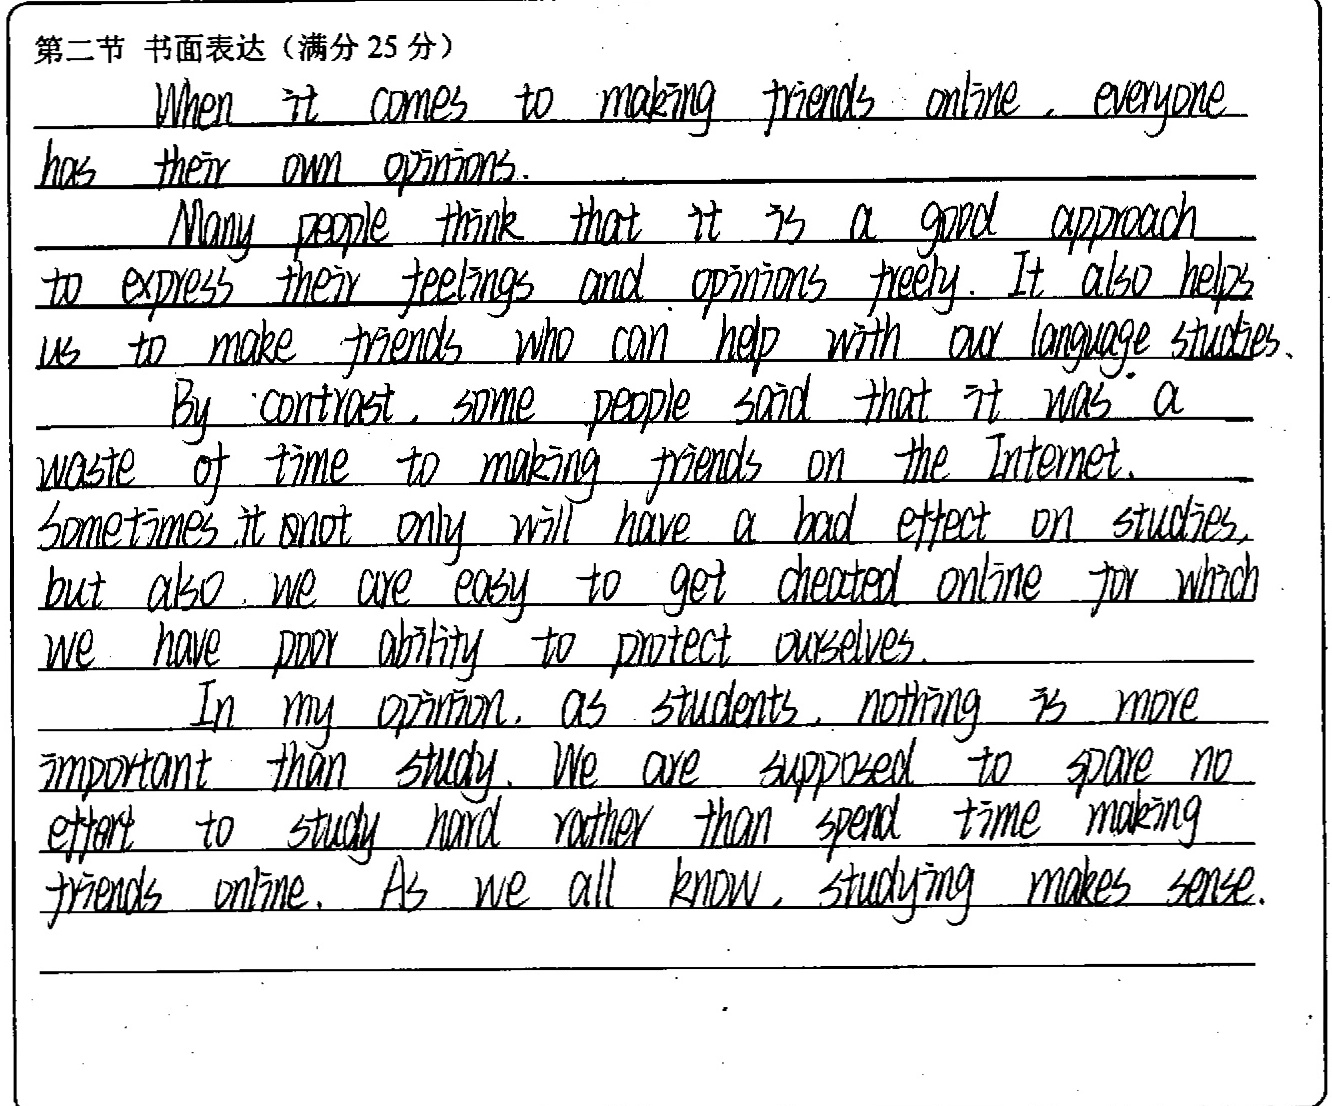 第二节 书面表达（满分 25 分）
When it comes to making friends online, everyone
has their own opinions.
Many people think that it is a good approach
to express their feelings and opinions freely. It also helps
us to make friends who can help with our language studies.
By contrast, some people said that it was a
waste of time to making friends on the Internet.
Sometimes it not only will have a bad effect on studies,
but also we are easy to get cheated online for which
we have poor ability to protect ourselves.
In my opinion, as students, nothing is more
important than study. We are supposed to spare no
effort to study hard rather than spend time making
friends online. As we all know, studying makes sense.